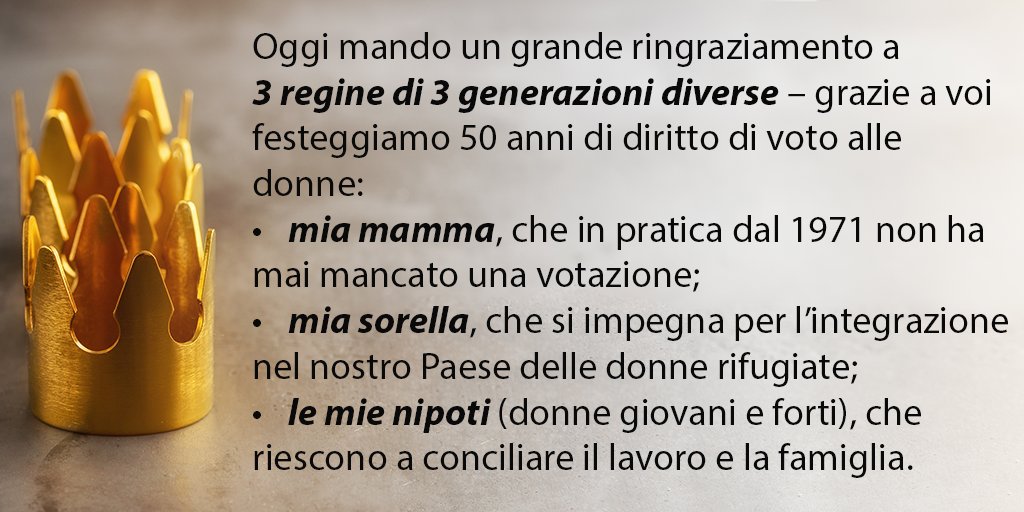 Oggi mando un grande ringraziamento a
3 regine di 3 generazioni diverse – grazie a voi
festeggiamo 50 anni di diritto di voto alle
donne:
• mia mamma, che in pratica dal 1971 non ha
mai mancato una votazione;
• mia sorella, che si impegna per l’integrazione
nel nostro Paese delle donne rifugiate;
• le mie nipoti (donne giovani e forti), che
riescono a conciliare il lavoro e la famiglia.